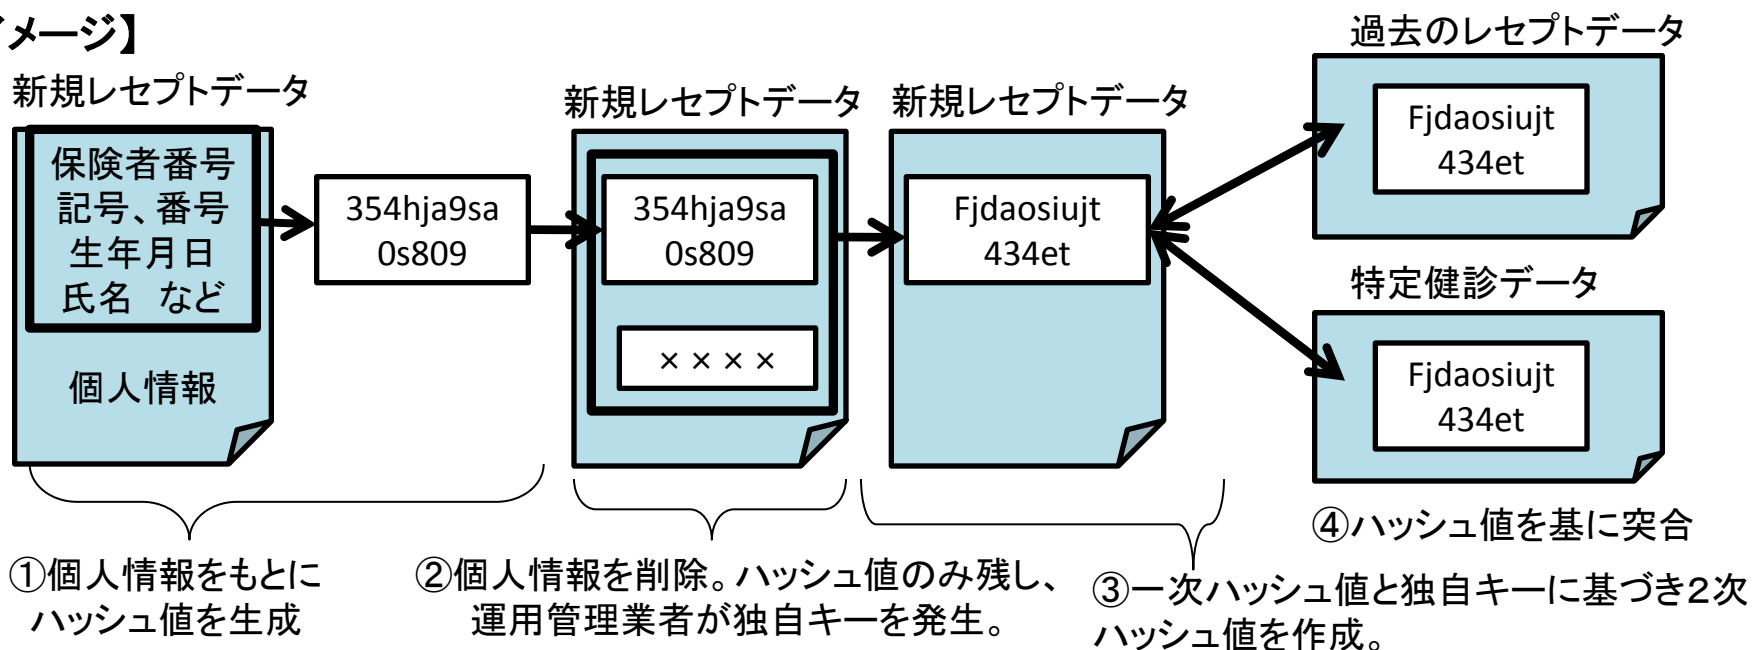 イメージ】
新規レセプトデータ
保険者番号
記号、番号
生年月日
氏名　など
個人情報
354hja9sa
0s809
新規レセプトデータ
354hja9sa
0s809
××××
新規レセプトデータ
Fjdaosiujt
434et
過去のレセプトデータ
Fjdaosiujt
434et
特定健診データ
Fjdaosiujt
434et
①個人情報をもとに
ハッシュ値を生成
②個人情報を削除。ハッシュ値のみ残し、
運用管理業者が独自キーを発生。
③一次ハッシュ値と独自キーに基づき２次
ハッシュ値を作成。
④ハッシュ値を基に突合